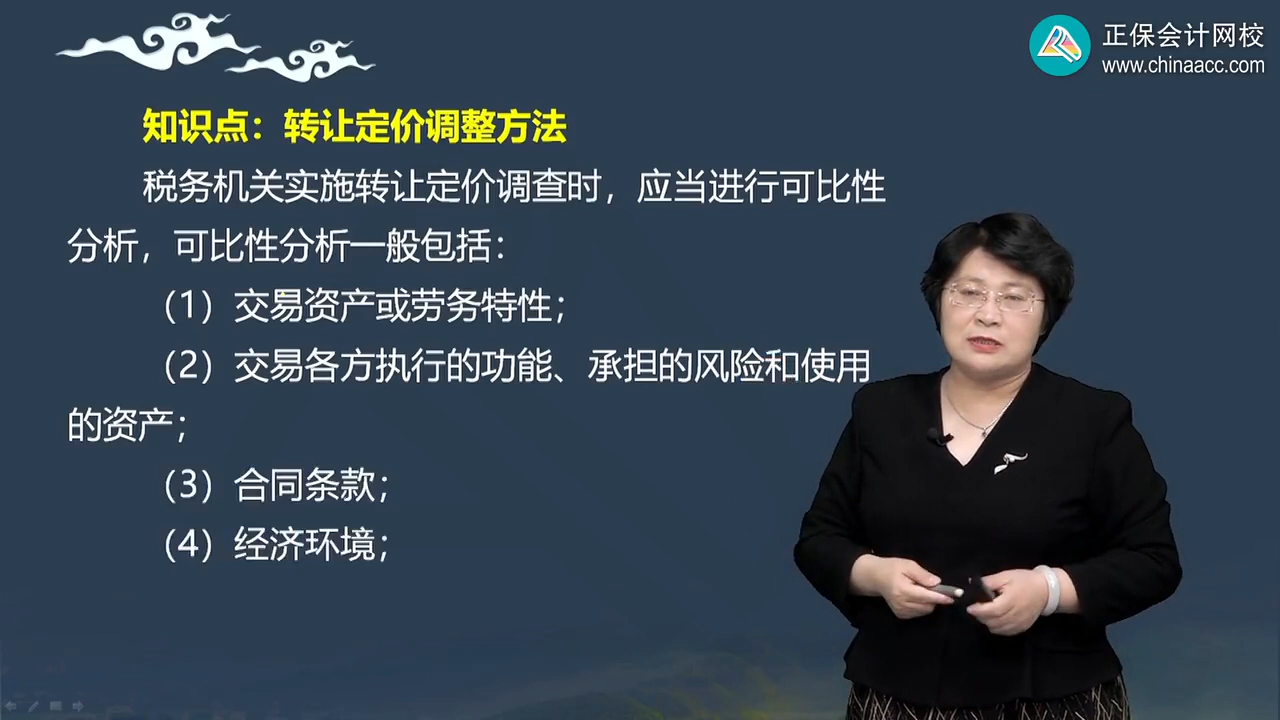 正保会计网校
www.chinaacc.com
知识点：转让定价调整方法
税务机关实施转让定价调查时，应当进行可比性
分析，可比性分析一般包括：
（1）交易资产或劳务特性；
（2）交易各方执行的功能、承担的风险和使用
的资产；
（3）合同条款；
（4）经济环境；